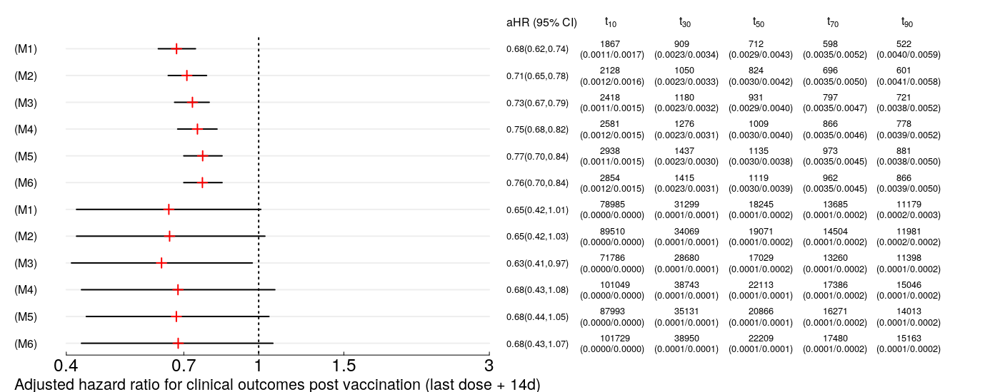 aHR (95% CI) t10 t30 t50 t70 t90
(M1) 0.68(0.62,0.74) 1867 909 712 598 522
(0.0011/0.0017) (0.0023/0.0034) (0.0029/0.0043) (0.0035/0.0052) (0.0040/0.0059)
(M2) 0.71(0.65,0.78) 2128 1050 824 696 601
(0.0012/0.0016) (0.0023/0.0033) (0.0030/0.0042) (0.0035/0.0050) (0.0041/0.0058)
(M3) 0.73(0.67,0.79) 2418 1180 931 797 721
(0.0011/0.0015) (0.0023/0.0032) (0.0029/0.0040) (0.0035/0.0047) (0.0038/0.0052)
(M4) 0.75(0.68,0.82) 2581 1276 1009 866 778
(0.0012/0.0015) (0.0023/0.0031) (0.0030/0.0040) (0.0035/0.0046) (0.0039/0.0052)
(M5) 0.77(0.70,0.84) 2938 1437 1135 973 881
(0.0011/0.0015) (0.0023/0.0030) (0.0030/0.0038) (0.0035/0.0045) (0.0038/0.0050)
(M6) 0.76(0.70,0.84) 2854 1415 1119 962 866
(0.0012/0.0015) (0.0023/0.0031) (0.0030/0.0039) (0.0035/0.0045) (0.0039/0.0050)
(M1) 0.65(0.42,1.01) 78985 31299 18245 13685 11179
(0.0000/0.0000) (0.0001/0.0001) (0.0001/0.0002) (0.0001/0.0002) (0.0002/0.0003)
(M2) 0.65(0.42,1.03) 89510 34069 19071 14504 11981
(0.0000/0.0000) (0.0001/0.0001) (0.0001/0.0002) (0.0001/0.0002) (0.0002/0.0002)
(M3) 0.63(0.41,0.97) 71786 28680 17029 13260 11398
(0.0000/0.0000) (0.0001/0.0001) (0.0001/0.0002) (0.0001/0.0002) (0.0001/0.0002)
(M4) 0.68(0.43,1.08) 101049 38743 22113 17386 15046
(0.0000/0.0000) (0.0001/0.0001) (0.0001/0.0001) (0.0001/0.0002) (0.0001/0.0002)
(M5) 0.68(0.44,1.05) 87993 35131 20866 16271 14013
(0.0000/0.0000) (0.0001/0.0001) (0.0001/0.0001) (0.0001/0.0002) (0.0001/0.0002)
(M6) 0.68(0.43,1.07) 101729 38950 22209 17480 15163
(0.0000/0.0000) (0.0001/0.0001) (0.0001/0.0001) (0.0001/0.0002) (0.0001/0.0002)
0.4 0.7 1 1.5 3
Adjusted hazard ratio for clinical outcomes post vaccination (last dose + 14d)